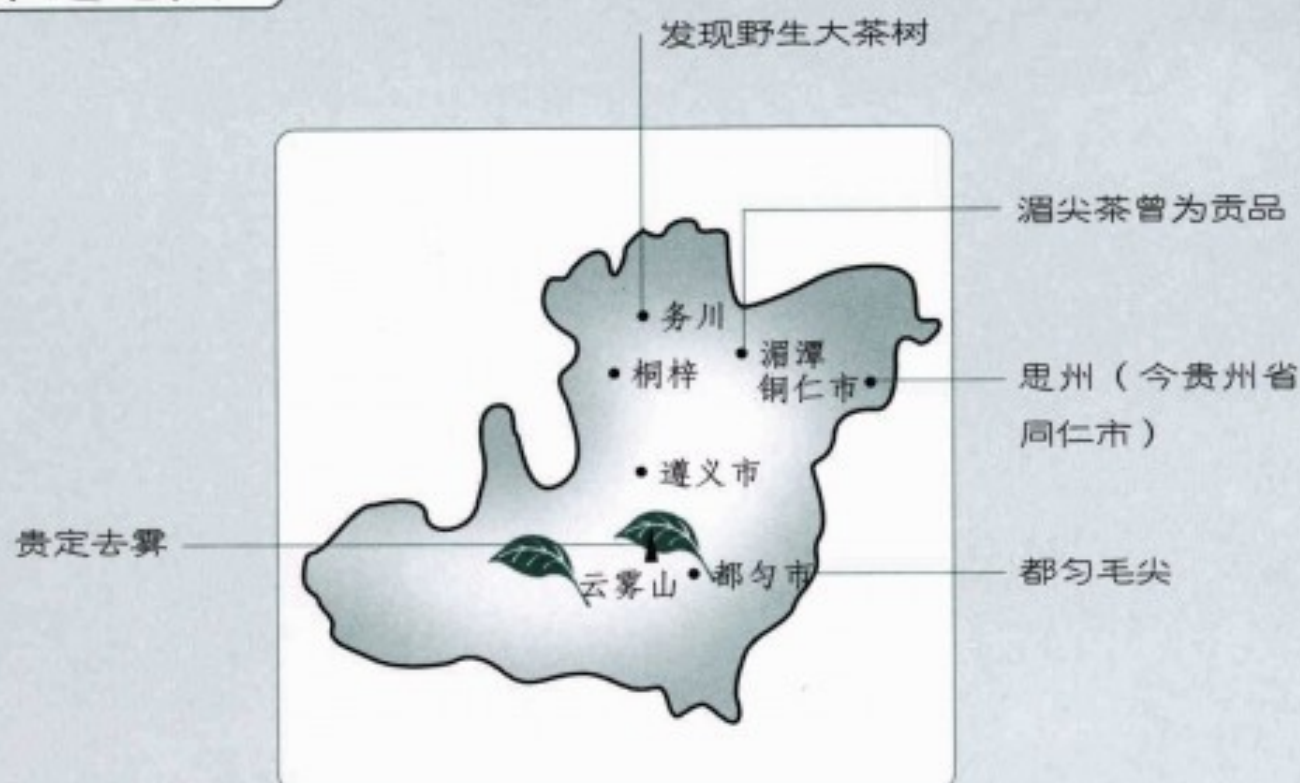 发现野生大茶树
湄尖茶曾为贡品
务川
湄潭
桐梓
铜仁市
思州（今贵州省
同仁市）
遵义市
贵定去雾
云雾山
都匀市
都匀毛尖